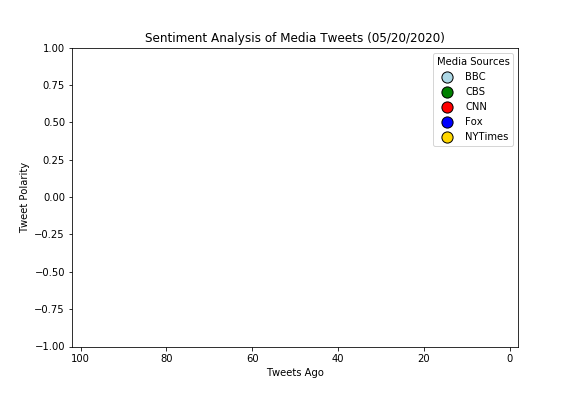 Sentiment Analysis of Media Tweets (05/20/2020)
1.00
0.75
0.50
0.25
0.00
−0.25
−0.50
−0.75
−1.00
Tweet Polarity
Media Sources
BBC
CBS
CNN
Fox
NYTimes
100 80 60 40 20 0
Tweets Ago